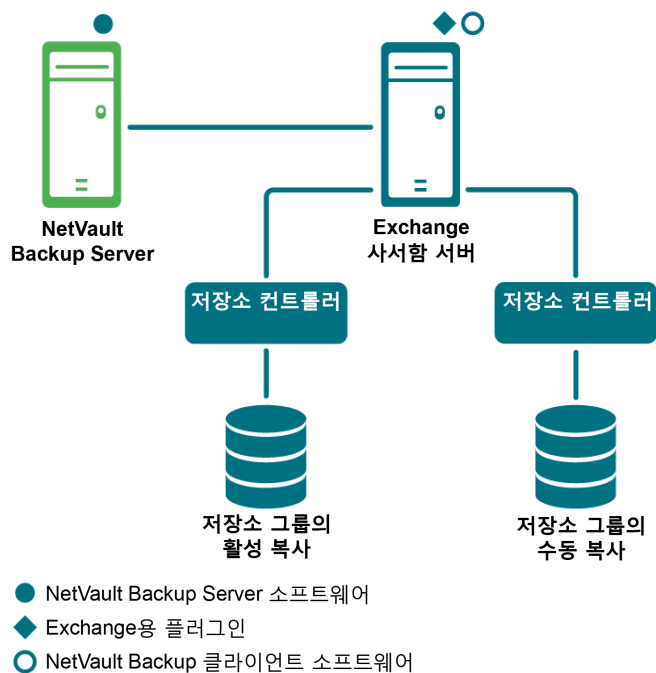 NetVault
Backup Server
Exchange
사서함 서버
저장소 컨트롤러
저장소 컨트롤러
저장소 그룹의
활성 복사
저장소 그룹의
수동 복사
NetVault Backup Server 소프트웨어
Exchange용 플러그인
NetVault Backup 클라이언트 소프트웨어